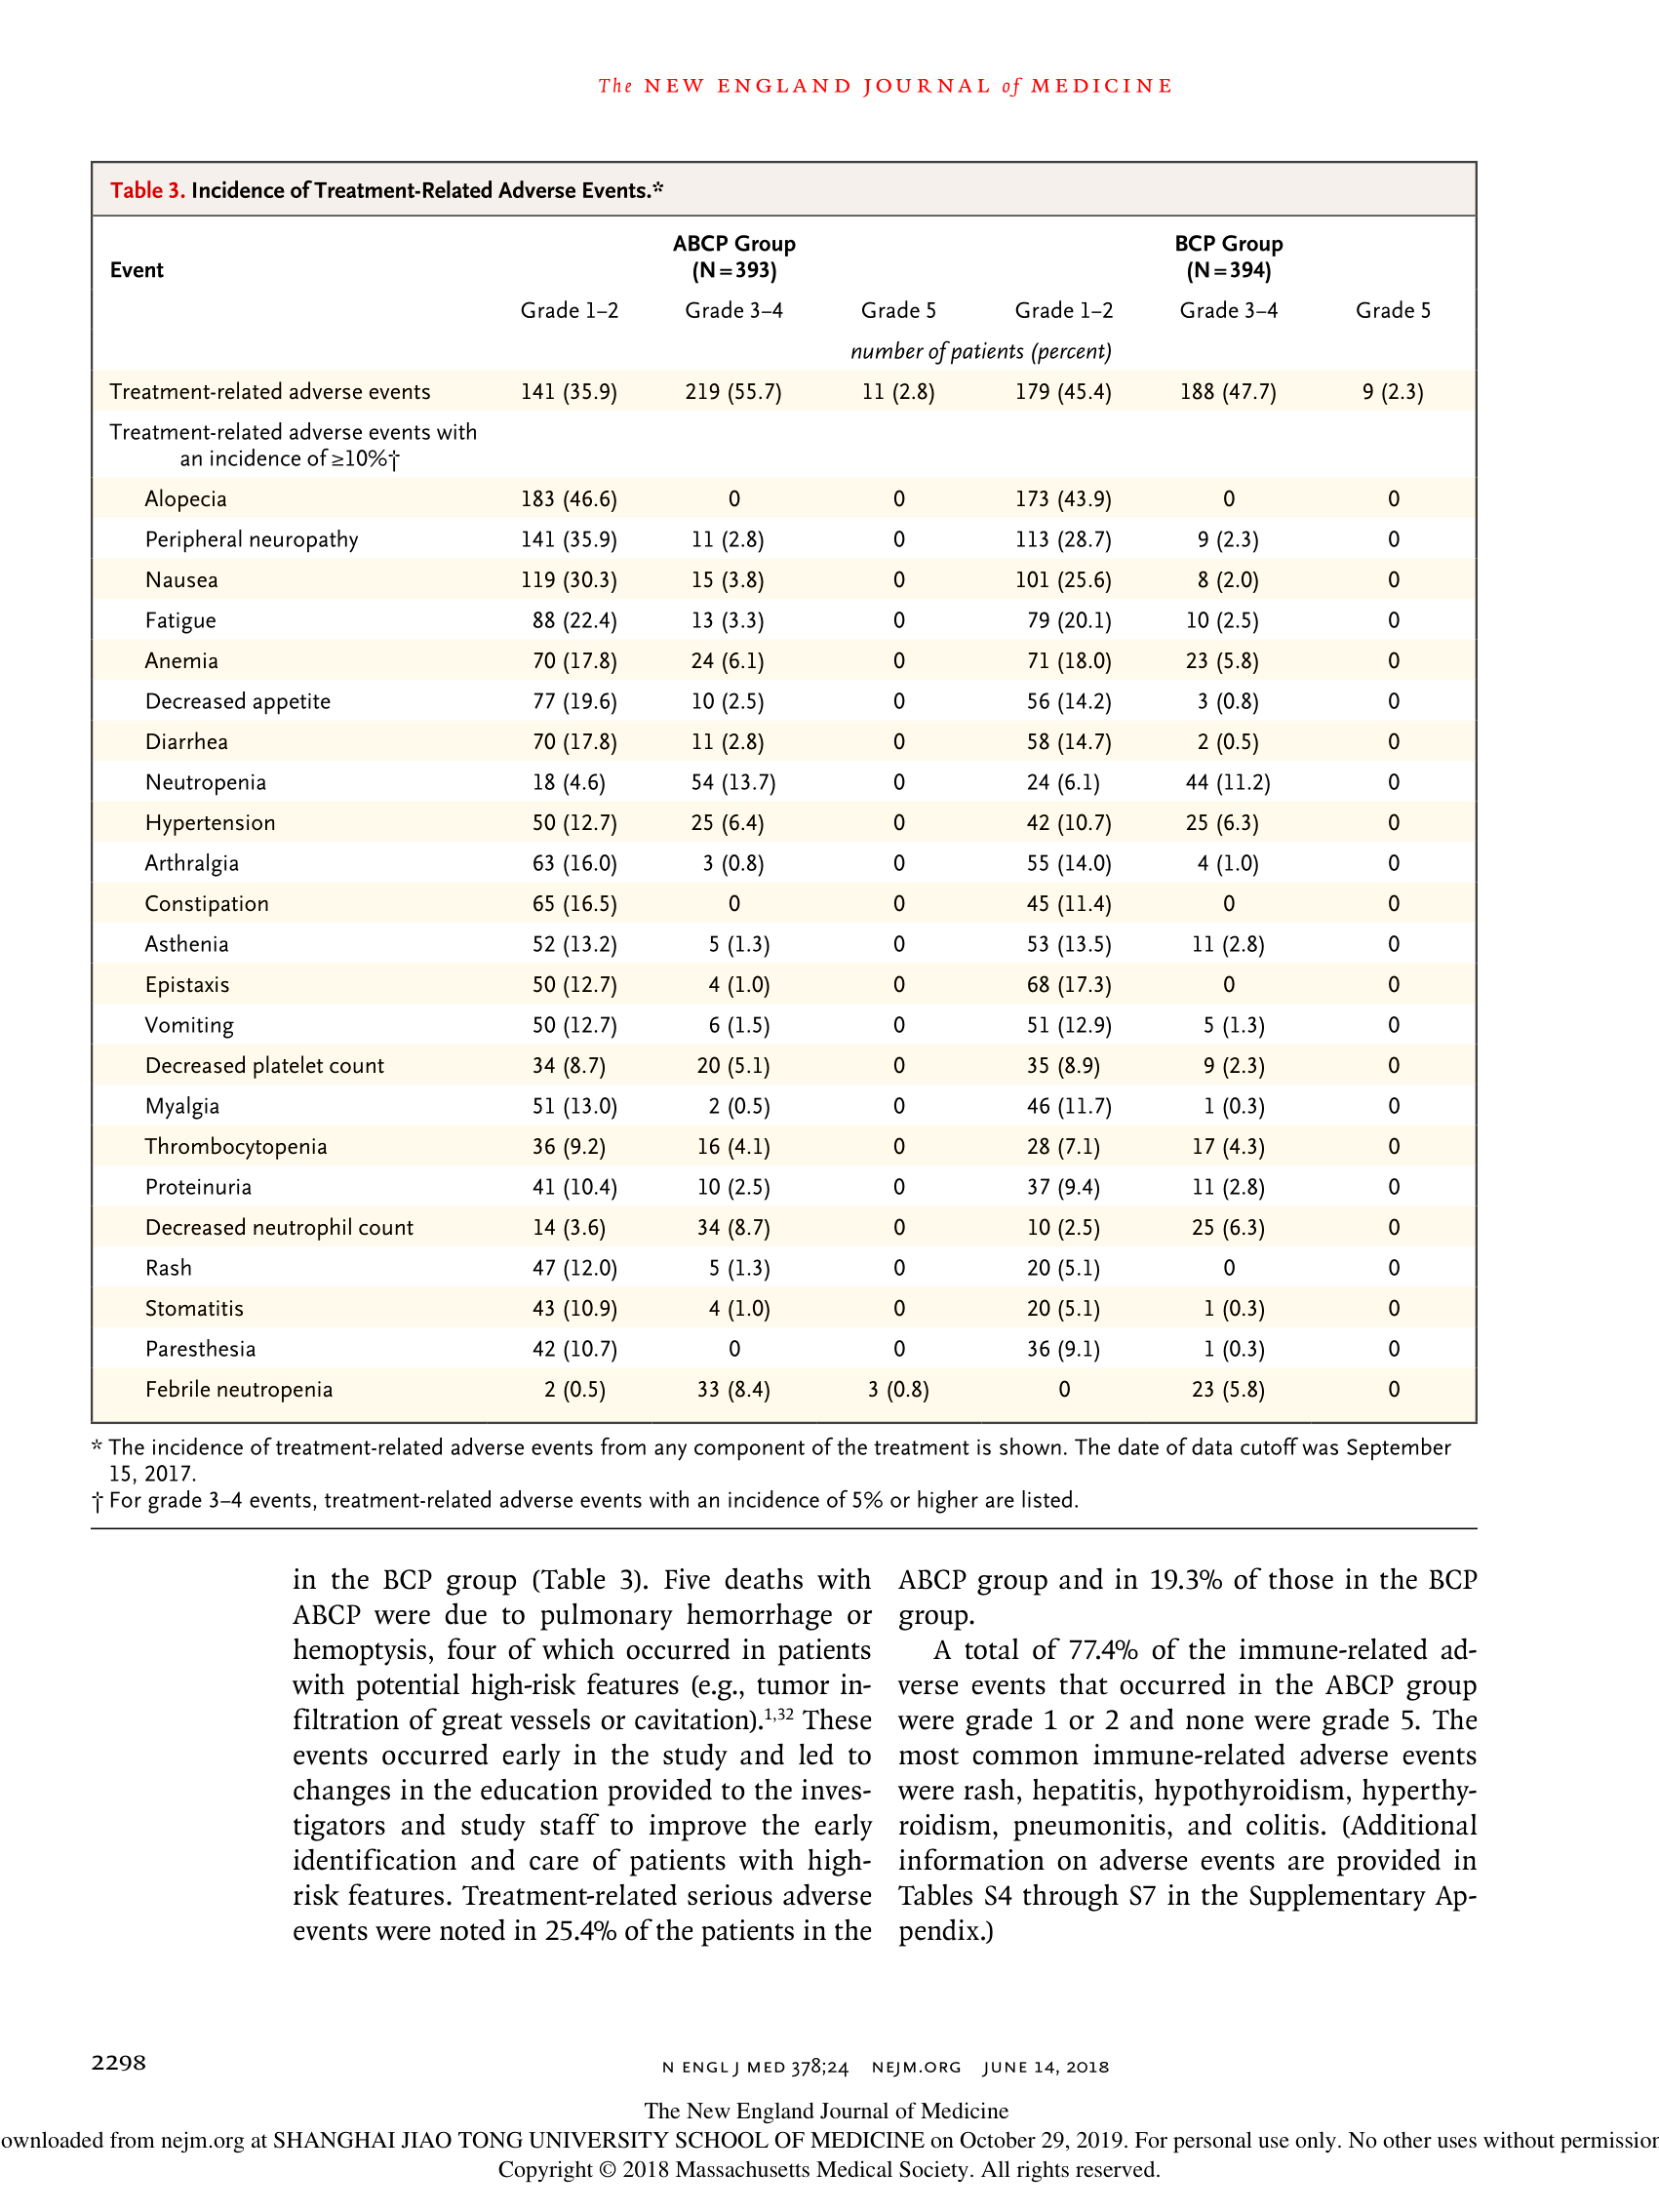 The NEW ENGLAND JOURNAL of MEDICINE
Table 3. Incidence of Treatment-Related Adverse Events.*
Event ABCP Group (N=393) BCP Group (N=394)
Grade 1–2 Grade 3–4 Grade 5 Grade 1–2 Grade 3–4 Grade 5
number of patients (percent)
Treatment-related adverse events 141 (35.9) 219 (55.7) 11 (2.8) 179 (45.4) 188 (47.7) 9 (2.3)
Treatment-related adverse events with
an incidence of ≥10%†
Alopecia 183 (46.6) 0 0 173 (43.9) 0 0
Peripheral neuropathy 141 (35.9) 11 (2.8) 0 113 (28.7) 9 (2.3) 0
Nausea 119 (30.3) 15 (3.8) 0 101 (25.6) 8 (2.0) 0
Fatigue 88 (22.4) 13 (3.3) 0 79 (20.1) 10 (2.5) 0
Anemia 70 (17.8) 24 (6.1) 0 71 (18.0) 23 (5.8) 0
Decreased appetite 77 (19.6) 10 (2.5) 0 56 (14.2) 3 (0.8) 0
Diarrhea 70 (17.8) 11 (2.8) 0 58 (14.7) 2 (0.5) 0
Neutropenia 18 (4.6) 54 (13.7) 0 24 (6.1) 44 (11.2) 0
Hypertension 50 (12.7) 25 (6.4) 0 42 (10.7) 25 (6.3) 0
Arthralgia 63 (16.0) 3 (0.8) 0 55 (14.0) 4 (1.0) 0
Constipation 65 (16.5) 0 0 45 (11.4) 0 0
Asthenia 52 (13.2) 5 (1.3) 0 53 (13.5) 11 (2.8) 0
Epistaxis 50 (12.7) 4 (1.0) 0 68 (17.3) 0 0
Vomiting 50 (12.7) 6 (1.5) 0 51 (12.9) 5 (1.3) 0
Decreased platelet count 34 (8.7) 20 (5.1) 0 35 (8.9) 9 (2.3) 0
Myalgia 51 (13.0) 2 (0.5) 0 46 (11.7) 1 (0.3) 0
Thrombocytopenia 36 (9.2) 16 (4.1) 0 28 (7.1) 17 (4.3) 0
Proteinuria 41 (10.4) 10 (2.5) 0 37 (9.4) 11 (2.8) 0
Decreased neutrophil count 14 (3.6) 34 (8.7) 0 10 (2.5) 25 (6.3) 0
Rash 47 (12.0) 5 (1.3) 0 20 (5.1) 0 0
Stomatitis 43 (10.9) 4 (1.0) 0 20 (5.1) 1 (0.3) 0
Paresthesia 42 (10.7) 0 0 36 (9.1) 1 (0.3) 0
Febrile neutropenia 2 (0.5) 33 (8.4) 3 (0.8) 0 23 (5.8) 0
* The incidence of treatment-related adverse events from any component of the treatment is shown. The date of data cutoff was September
15, 2017.
† For grade 3–4 events, treatment-related adverse events with an incidence of 5% or higher are listed.
in the BCP group (Table 3). Five deaths with
ABCP were due to pulmonary hemorrhage or
hemoptysis, four of which occurred in patients
with potential high-risk features (e.g., tumor in-
filtration of great vessels or cavitation).1,32 These
events occurred early in the study and led to
changes in the education provided to the inves-
tigators and study staff to improve the early
identification and care of patients with high-
risk features. Treatment-related serious adverse
events were noted in 25.4% of the patients in the
ABCP group and in 19.3% of those in the BCP
group.
A total of 77.4% of the immune-related ad-
verse events that occurred in the ABCP group
were grade 1 or 2 and none were grade 5. The
most common immune-related adverse events
were rash, hepatitis, hypothyroidism, hyperthy-
roidism, pneumonitis, and colitis. (Additional
information on adverse events are provided in
Tables S4 through S7 in the Supplementary Ap-
pendix.)
2298 N ENGL J MED 378;24 NEJM.ORG JUNE 14, 2018
The New England Journal of Medicine
ownloaded from nejm.org at SHANGHAI JIAO TONG UNIVERSITY SCHOOL OF MEDICINE on October 29, 2019. For personal use only. No other uses without permission
Copyright © 2018 Massachusetts Medical Society. All rights reserved.